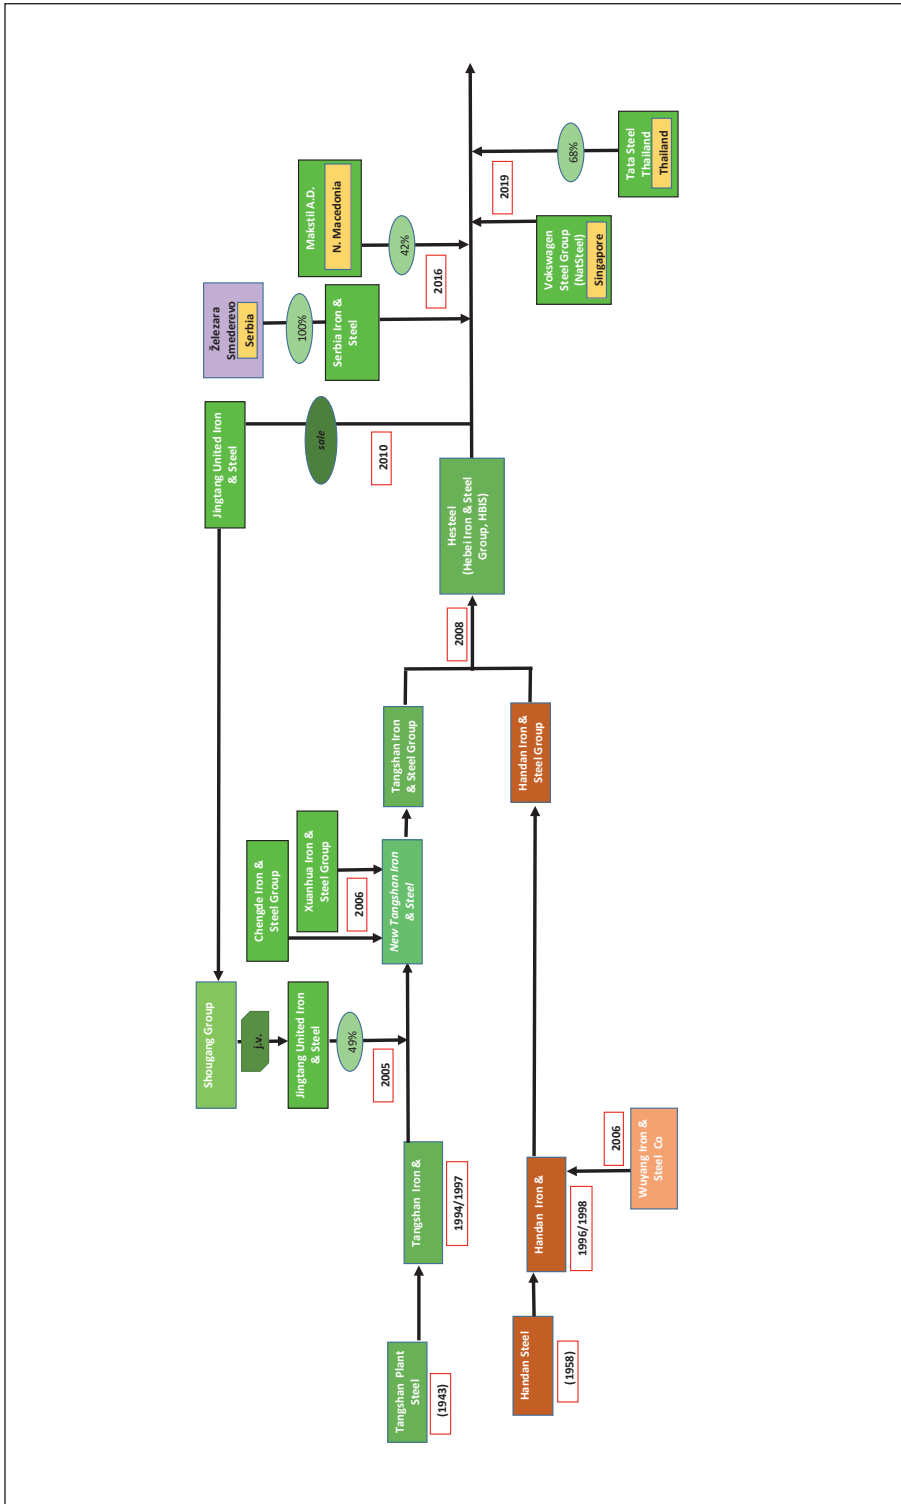 Tangshan Plant
Steel
(1943)
Handan Steel
(1958)
Tangshan Iron &
1994/1997
Handan Iron &
1996/1998
Wuyang Iron &
Steel Co
2006
Shougang Group
j.v.
Jingtang United Iron
& Steel
49%
2005
Chengde Iron &
Steel Group
Xuanhua Iron &
Steel Group
2006
New Tangshan Iron
& Steel
Tangshan Iron
& Steel Group
Handan Iron &
Steel Group
2008
Hesteel
(Hebei Iron & Steel
Group, HBIS)
Jingtang United Iron
& Steel
sale
2010
Železara
Smederevo
Serbia
100%
Serbia Iron &
Steel
Makstil A.D.
N. Macedonia
42%
2016
Vokswagen
Steel Group
(NatSteel)
Singapore
2019
Tata Steel
Thailand
Thailand
68%